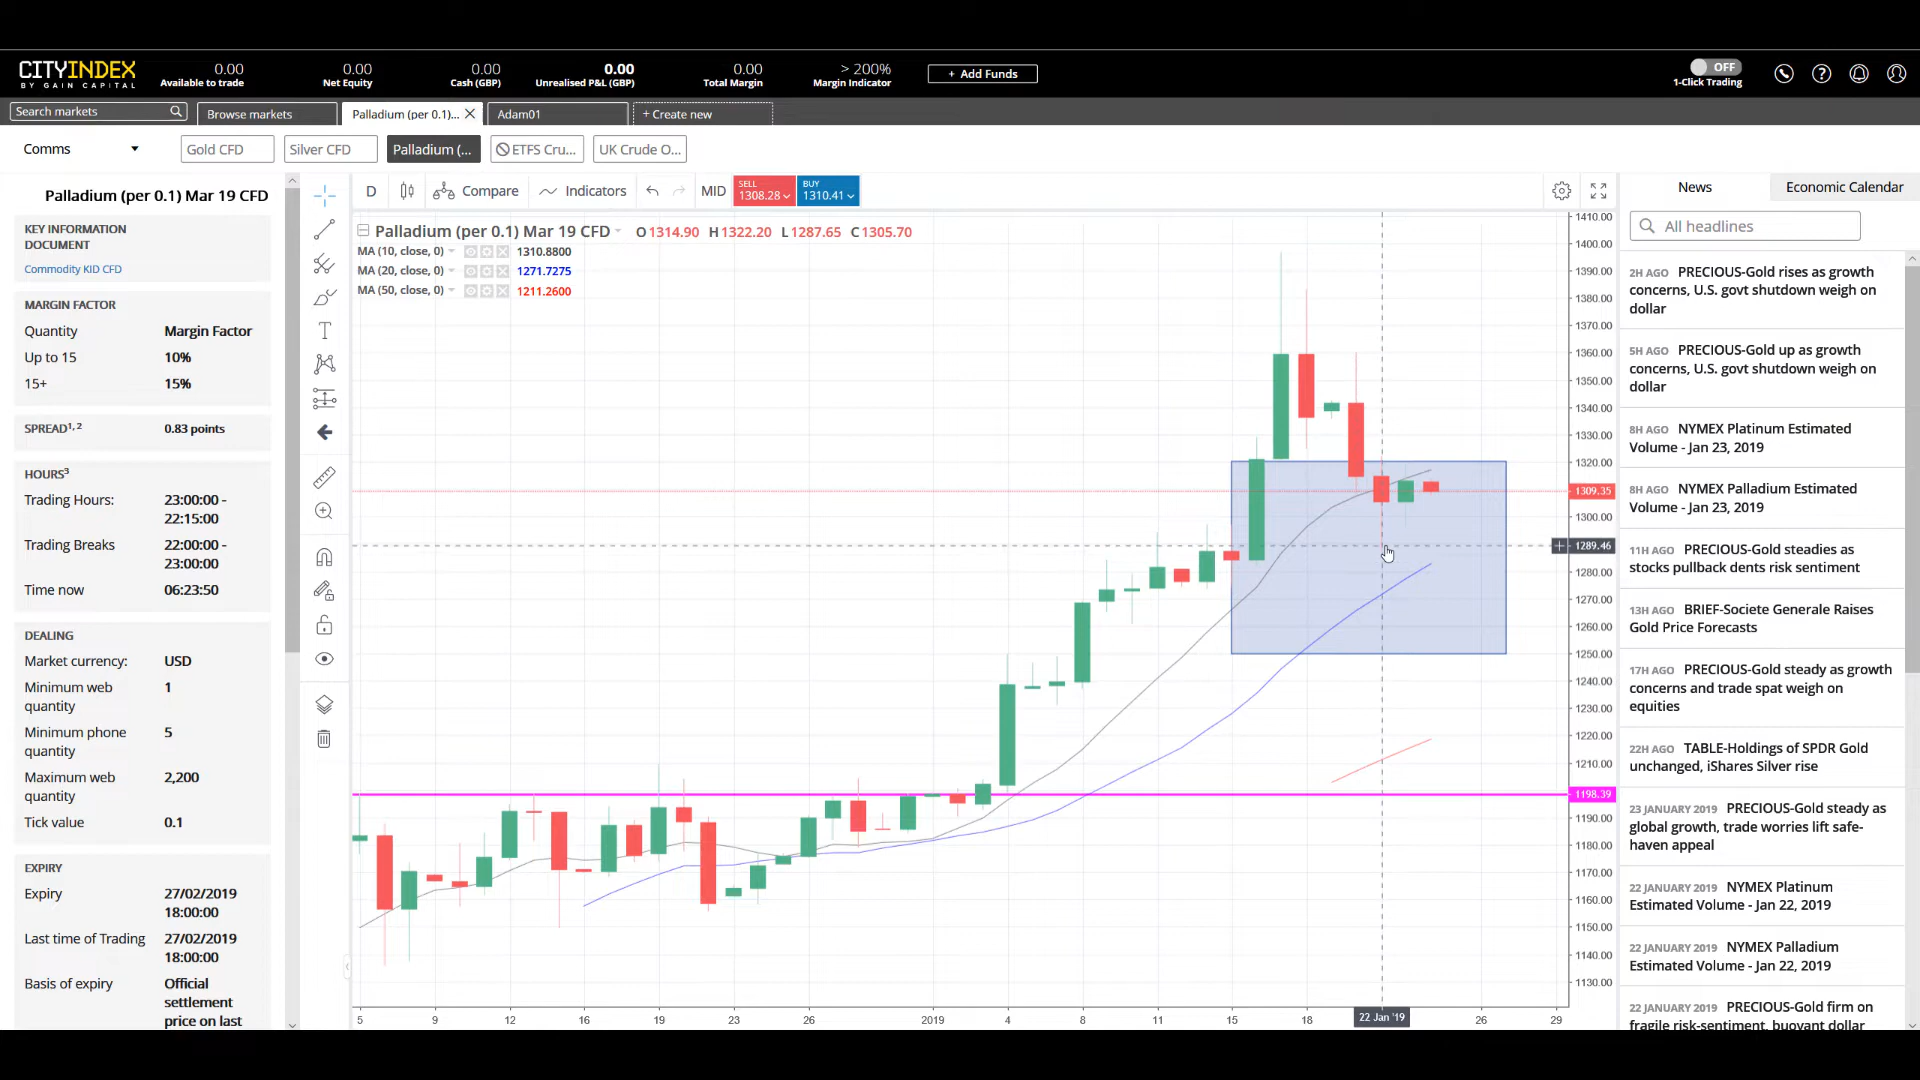 CITYINDEX
BY GAIN CAPITAL
0.00
Available to trade
0.00
Net Equity
0.00
Cash (GBP)
0.00
Unrealised P&L (GBP)
0.00
Total Margin
> 200%
Margin Indicator
+ Add Funds
OFF
1-Click Trading
Search markets
Browse markets
Palladium (per 0.1)...
Adam01
+ Create new
Comms
Gold CFD
Silver CFD
Palladium (...
ETFS Cru...
UK Crude O...
Palladium (per 0.1) Mar 19 CFD
KEY INFORMATION
DOCUMENT
Commodity KID CFD
MARGIN FACTOR
Quantity Margin Factor
Up to 15 10%
15+ 15%
SPREAD1, 2 0.83 points
HOURS3
Trading Hours: 23:00:00 -
22:15:00
Trading Breaks 22:00:00 -
23:00:00
Time now 06:23:50
DEALING
Market currency: USD
Minimum web 1
quantity
Minimum phone 5
quantity
Maximum web 2,200
quantity
Tick value 0.1
EXPIRY
Expiry 27/02/2019
18:00:00
Last time of Trading 27/02/2019
18:00:00
Basis of expiry Official
settlement
price on last
D
Compare
Indicators
MID
SELL
1308.28
BUY
1310.41
Palladium (per 0.1) Mar 19 CFD O1314.90 H1322.20 L1287.65 C1305.70
MA (10, close, 0) 1310.8800
MA (20, close, 0) 1271.7275
MA (50, close, 0) 1211.2600
1410.00
1400.00
1390.00
1380.00
1370.00
1360.00
1350.00
1340.00
1330.00
1320.00
1309.35
1300.00
1289.46
1280.00
1270.00
1260.00
1250.00
1240.00
1230.00
1220.00
1210.00
1198.39
1190.00
1180.00
1170.00
1160.00
1150.00
1140.00
1130.00
5 9 12 16 19 23 26 2019 4 8 11 15 18 22 Jan '19 26 29
News
Economic Calendar
All headlines
2H AGO PRECIOUS-Gold rises as growth
concerns, U.S. govt shutdown weigh on
dollar
5H AGO PRECIOUS-Gold up as growth
concerns, U.S. govt shutdown weigh on
dollar
8H AGO NYMEX Platinum Estimated
Volume - Jan 23, 2019
8H AGO NYMEX Palladium Estimated
Volume - Jan 23, 2019
11H AGO PRECIOUS-Gold steadies as
stocks pullback dents risk sentiment
13H AGO BRIEF-Societe Generale Raises
Gold Price Forecasts
17H AGO PRECIOUS-Gold steady as growth
concerns and trade spat weigh on
equities
22H AGO TABLE-Holdings of SPDR Gold
unchanged, iShares Silver rise
23 JANUARY 2019 PRECIOUS-Gold steady as
global growth, trade worries lift safe-
haven appeal
22 JANUARY 2019 NYMEX Platinum
Estimated Volume - Jan 22, 2019
22 JANUARY 2019 NYMEX Palladium
Estimated Volume - Jan 22, 2019
22 JANUARY 2019 PRECIOUS-Gold firm on
fragile risk-sentiment, buoyant dollar